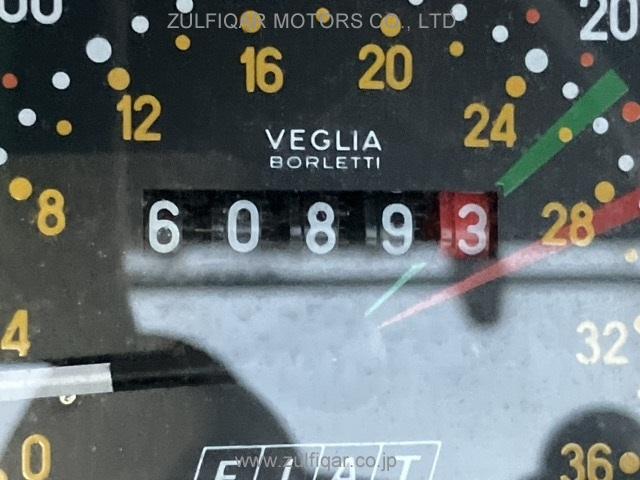 ZULFIQAR MOTORS CO., LTD
00 16 20 20
12 24
VEGLIA
BORLETTI
8 60893 28
4 32
0 36
FIAT
www.zulfiqar.co.jp